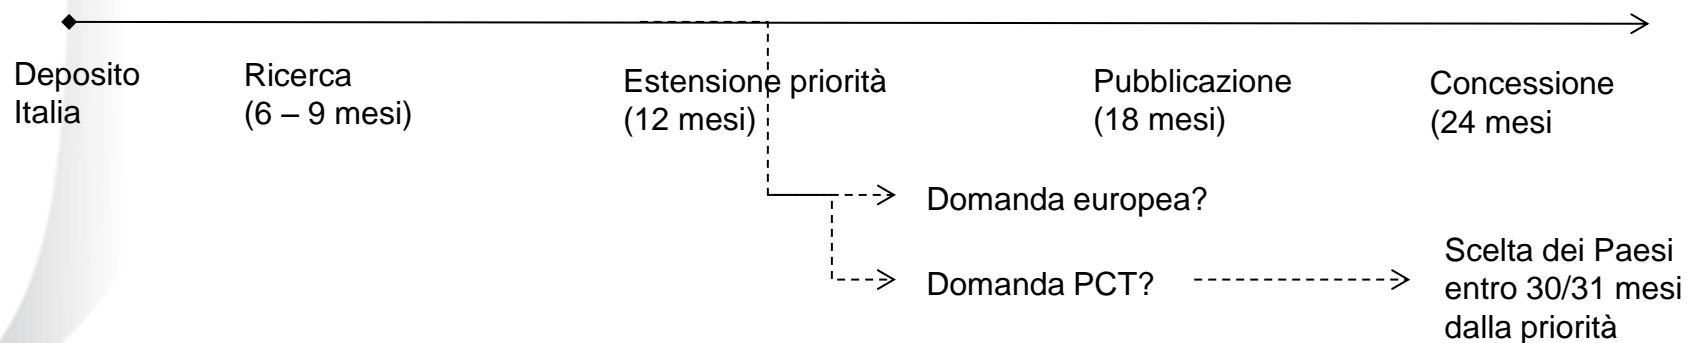 Deposito
Italia
Ricerca
(6 – 9 mesi)
Estensione priorità
(12 mesi)
Pubblicazione
(18 mesi)
Concessione
(24 mesi
Domanda europea?
Domanda PCT?
Scelta dei Paesi
entro 30/31 mesi
dalla priorità